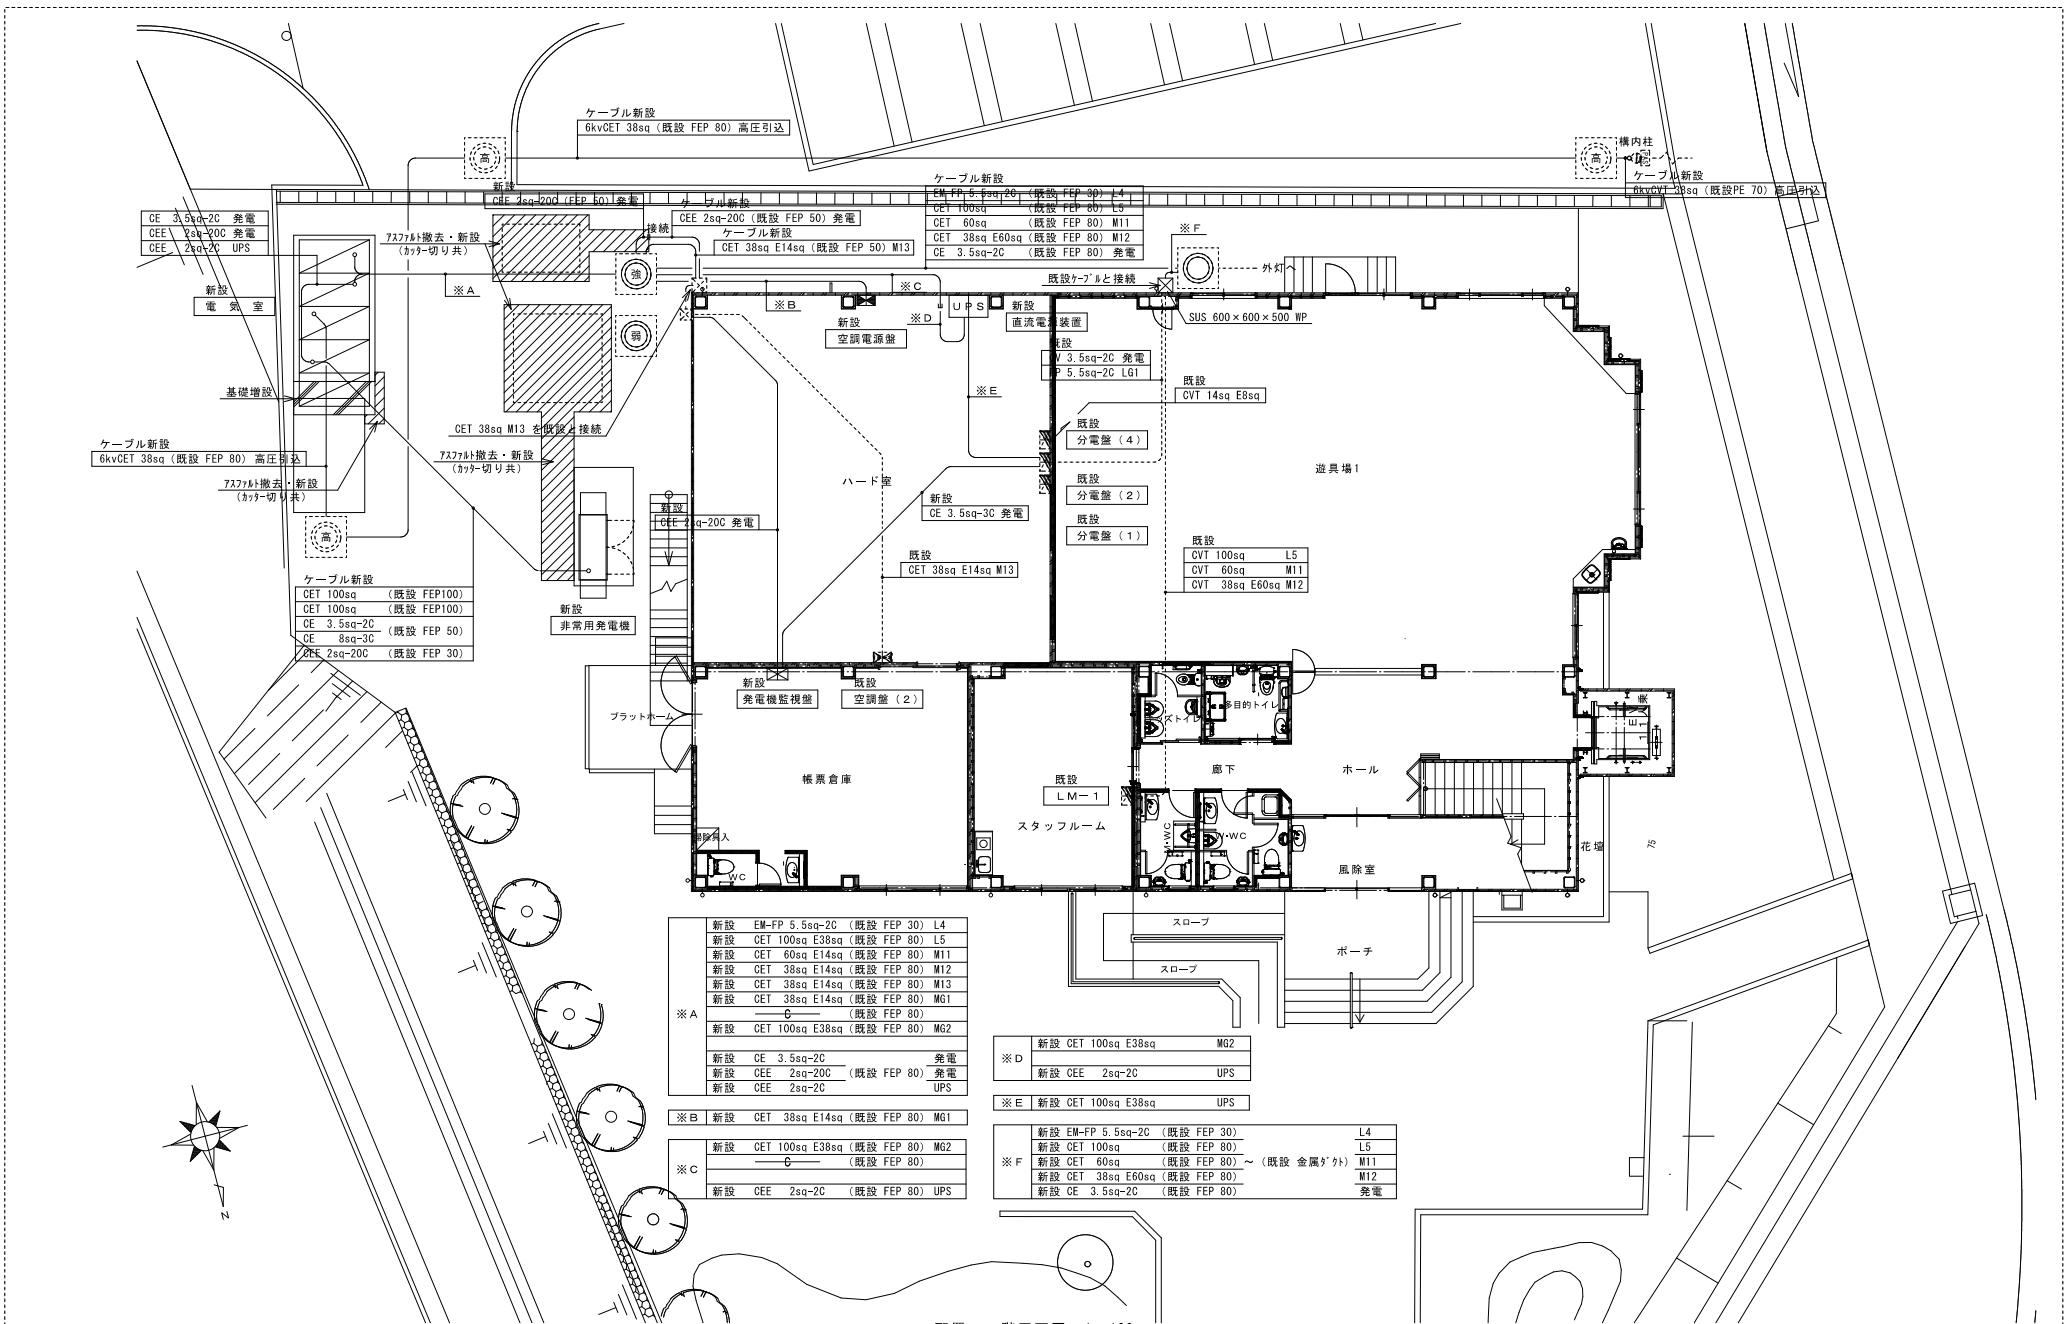 ケーブル新設
6kvCET 38sq (既設 FEP 80) 高圧引込
高
高
構内柱
ケーブル新設
6kvCVT 38sq (既設PE 70) 高圧引込
新設
CEE 2sq-20C (FEP 50) 発電
ケーブル新設
CEE 2sq-20C (既設 FEP 50) 発電
接続
ケーブル新設
CET 38sq E14sq (既設 FEP 50) M13
ケーブル新設
EM-FP 5.5sq-2C (既設 FEP 30) L4
CET 100sq (既設 FEP 80) L5
CET 60sq (既設 FEP 80) M11
CET 38sq E60sq (既設 FEP 80) M12
CE 3.5sq-2C (既設 FEP 80) 発電
CE 3.5sq-2C 発電
CEE 2sq-20C 発電
CEE 2sq-2C UPS
アスファルト撤去・新設
(カッター切り共)
※F
強
外灯へ
既設ケーブルと接続
新設
電気室
※A
※B
※C
※D
UPS
新設
直流電源装置
SUS 600×600×500 WP
弱
新設
空調電源盤
既設
CV 3.5sq-2C 発電
FP 5.5sq-2C LG1
既設
CVT 14sq E8sq
※E
基礎増設
CET 38sq M13 を既設と接続
既設
分電盤 (4)
ケーブル新設
6kvCET 38sq (既設 FEP 80) 高圧引込
アスファルト撤去・新設
(カッター切り共)
アスファルト撤去・新設
(カッター切り共)
ハード室
遊具場1
既設
分電盤 (2)
新設
CE 3.5sq-3C 発電
新設
CEE 2sq-20C 発電
既設
分電盤 (1)
高
既設
CVT 100sq L5
CVT 60sq M11
CVT 38sq E60sq M12
既設
CET 38sq E14sq M13
ケーブル新設
CET 100sq (既設 FEP100)
CET 100sq (既設 FEP100)
CE 3.5sq-2C
CE 8sq-3C (既設 FEP 50)
CEE 2sq-20C (既設 FEP 30)
新設
非常用発電機
新設
発電機監視盤
既設
空調盤 (2)
プラットホーム
多目的トイレ
帳票倉庫
既設
LM-1
スタッフルーム
廊下
ホール
WC
M・WC
W・WC
風除室
花壇
75
スロープ
スロープ
ポーチ
※A
新設 EM-FP 5.5sq-2C (既設 FEP 30) L4
新設 CET 100sq E38sq (既設 FEP 80) L5
新設 CET 60sq E14sq (既設 FEP 80) M11
新設 CET 38sq E14sq (既設 FEP 80) M12
新設 CET 38sq E14sq (既設 FEP 80) M13
新設 CET 38sq E14sq (既設 FEP 80) MG1
(既設 FEP 80)
新設 CET 100sq E38sq (既設 FEP 80) MG2
新設 CE 3.5sq-2C 発電
新設 CEE 2sq-20C (既設 FEP 80) 発電
新設 CEE 2sq-2C UPS
※B 新設 CET 38sq E14sq (既設 FEP 80) MG1
※C
新設 CET 100sq E38sq (既設 FEP 80) MG2
(既設 FEP 80)
新設 CEE 2sq-2C (既設 FEP 80) UPS
※D
新設 CET 100sq E38sq MG2
新設 CEE 2sq-2C UPS
※E 新設 CET 100sq E38sq UPS
※F
新設 EM-FP 5.5sq-2C (既設 FEP 30) L4
新設 CET 100sq (既設 FEP 80) L5
新設 CET 60sq (既設 FEP 80) ~ (既設 金属ダクト) M11
新設 CET 38sq E60sq (既設 FEP 80) M12
新設 CE 3.5sq-2C (既設 FEP 80) 発電
N